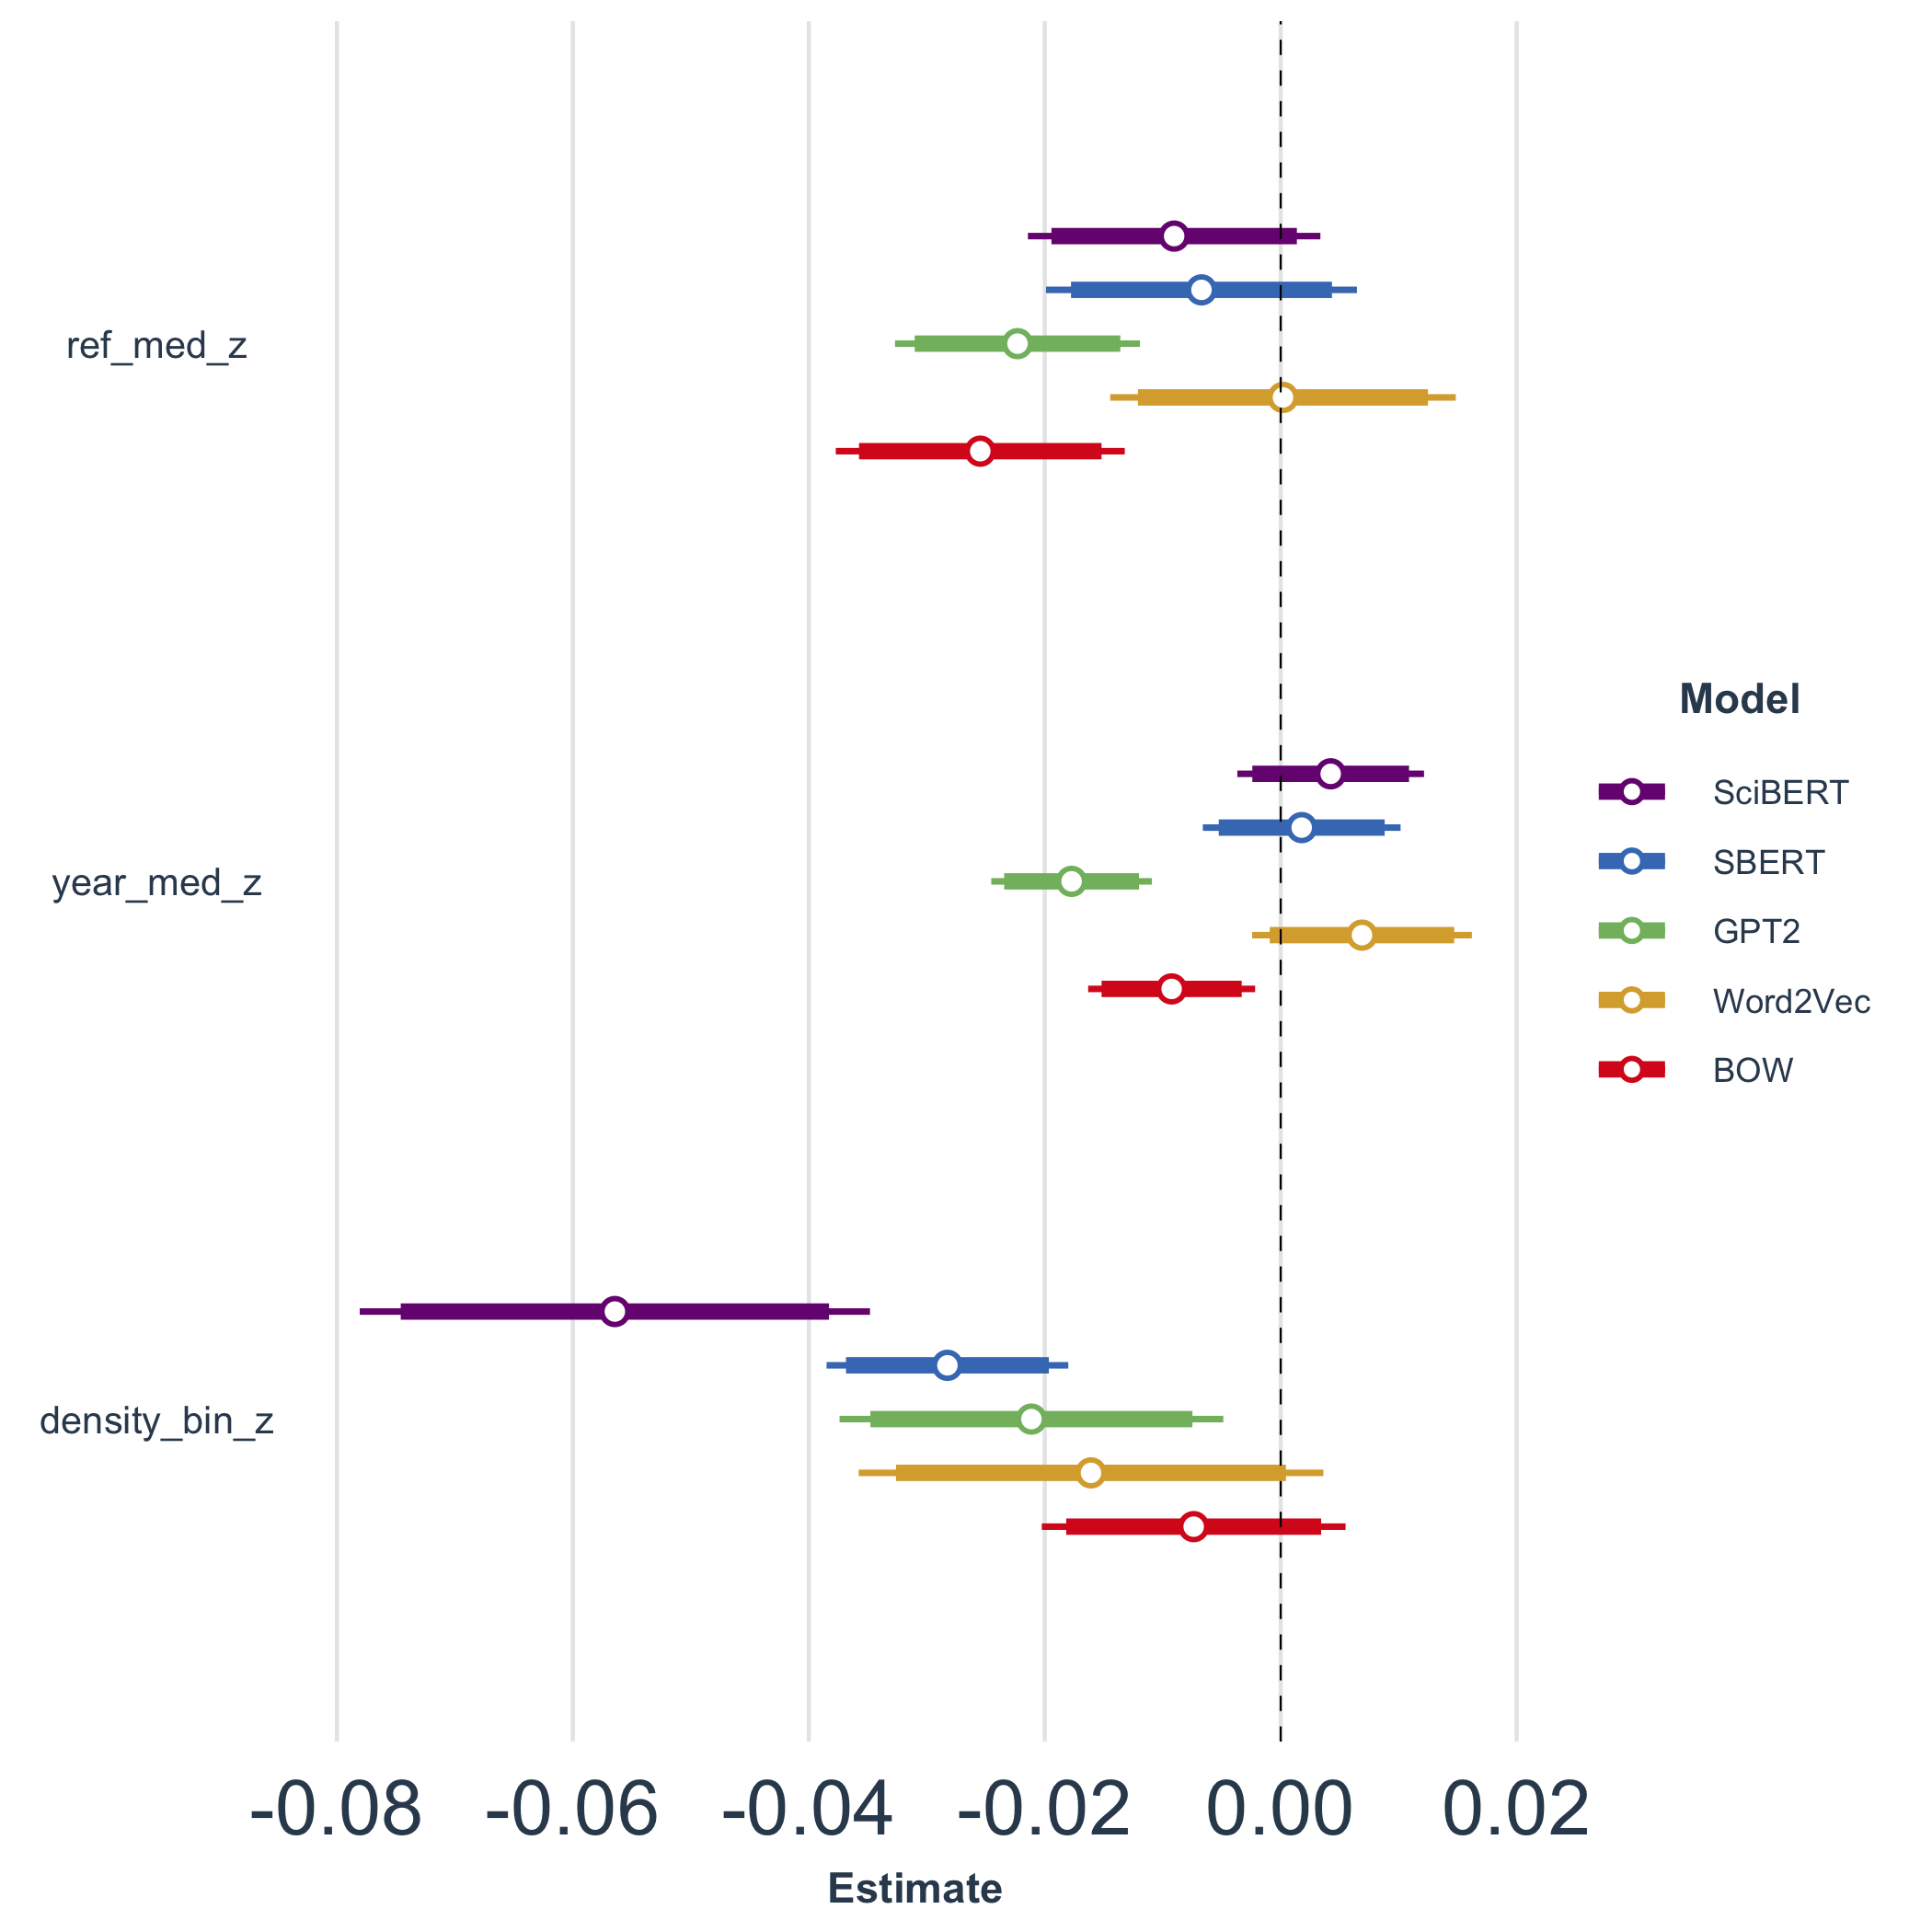 ref_med_z
year_med_z
density_bin_z
-0.08 -0.06 -0.04 -0.02 0.00 0.02
Estimate
Model
SciBERT
SBERT
GPT2
Word2Vec
BOW